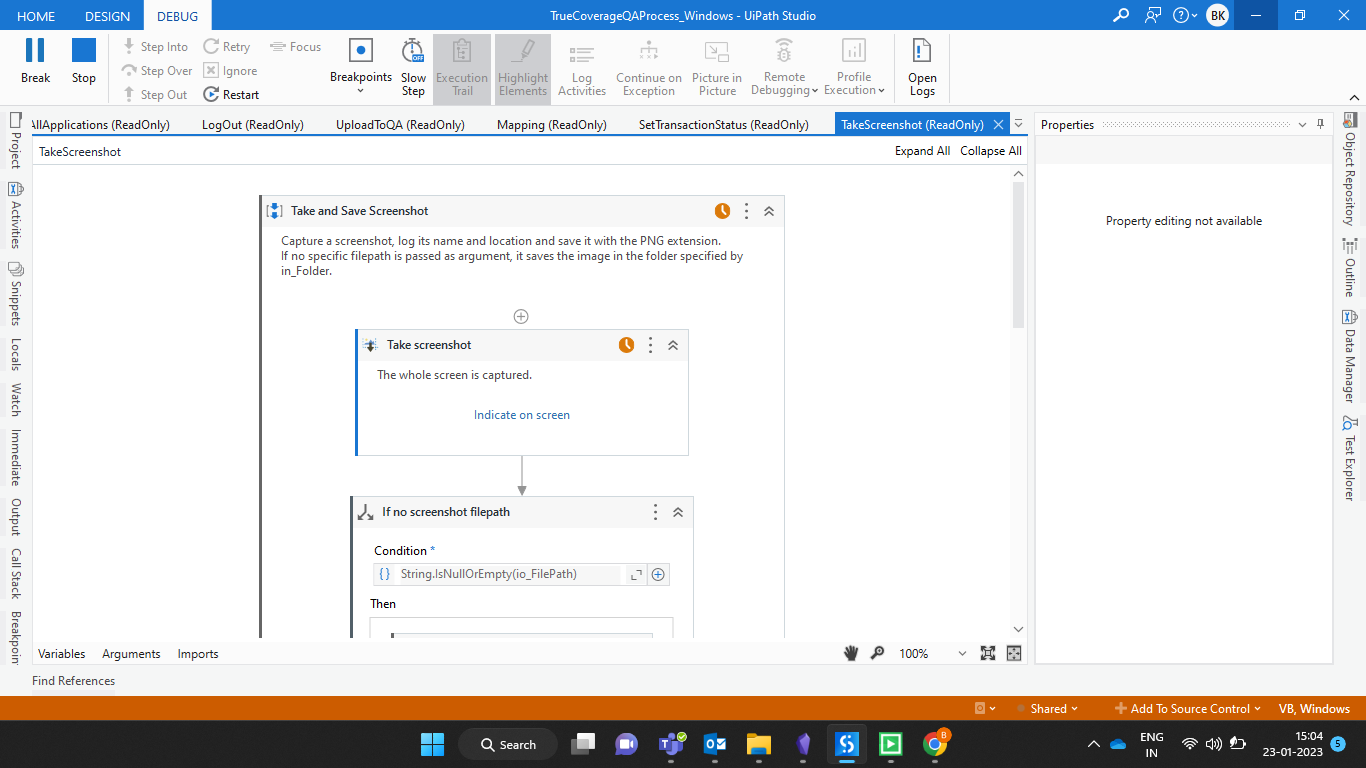 HOME DESIGN DEBUG TrueCoverageQAProcess_Windows - UiPath Studio BK
Break
Stop
Step Into
Step Over
Step Out
Retry
Ignore
Restart
Focus
Breakpoints
Slow
Step
OFF
Execution
Trail
Highlight
Elements
Log
Activities
Continue on
Exception
Picture in
Picture
Remote
Debugging
Profile
Execution
Open
Logs
AllApplications (ReadOnly) LogOut (ReadOnly) UploadToQA (ReadOnly) Mapping (ReadOnly) SetTransactionStatus (ReadOnly) TakeScreenshot (ReadOnly)
TakeScreenshot Expand All Collapse All
Project
Activities
Snippets
Locals
Watch
Immediate
Output
Call Stack
Breakpoin
Take and Save Screenshot
Capture a screenshot, log its name and location and save it with the PNG extension.
If no specific filepath is passed as argument, it saves the image in the folder specified by
in_Folder.
Take screenshot
The whole screen is captured.
Indicate on screen
If no screenshot filepath
Condition *
String.IsNullOrEmpty(io_FilePath)
Then
Properties
Property editing not available
Object Repository
Outline
Data Manager
Test Explorer
Variables Arguments Imports 100%
Find References
0 Shared Add To Source Control VB, Windows
Search
B
ENG
IN
15:04
23-01-2023
5